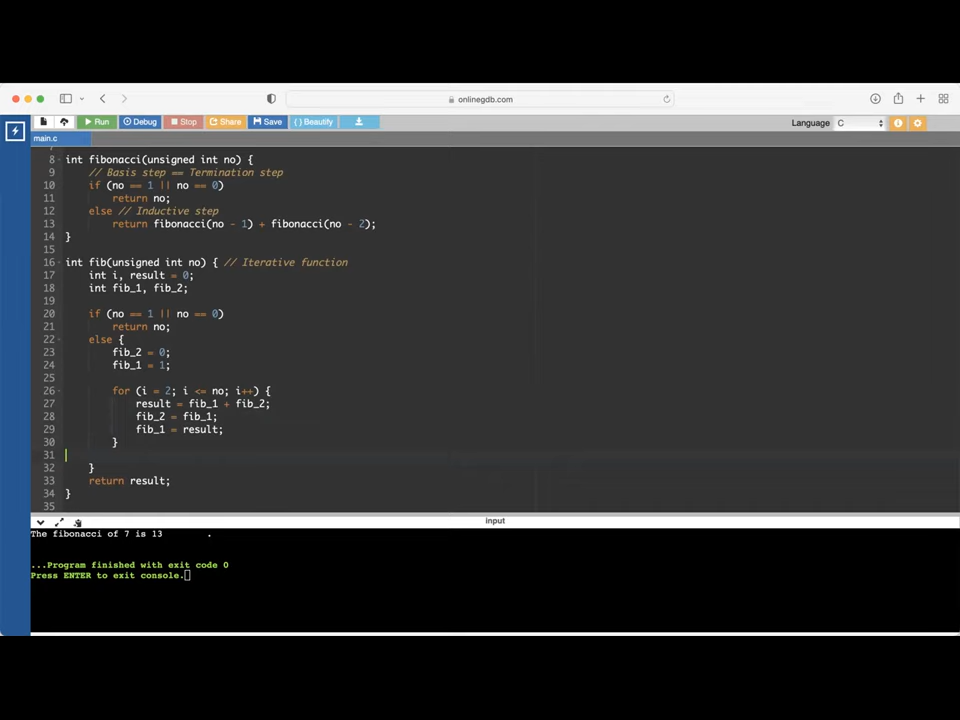 onlinegdb.com
Run Debug Stop Share Save { } Beautify Language C
main.c
7
8 int fibonacci(unsigned int no) {
9 // Basis step == Termination step
10 if (no == 1 || no == 0)
11 return no;
12 else // Inductive step
13 return fibonacci(no - 1) + fibonacci(no - 2);
14 }
15
16 int fib(unsigned int no) { // Iterative function
17 int i, result = 0;
18 int fib_1, fib_2;
19
20 if (no == 1 || no == 0)
21 return no;
22 else {
23 fib_2 = 0;
24 fib_1 = 1;
25
26 for (i = 2; i <= no; i++) {
27 result = fib_1 + fib_2;
28 fib_2 = fib_1;
29 fib_1 = result;
30 }
31
32 }
33 return result;
34 }
35
input
The fibonacci of 7 is 13 .
...Program finished with exit code 0
Press ENTER to exit console.